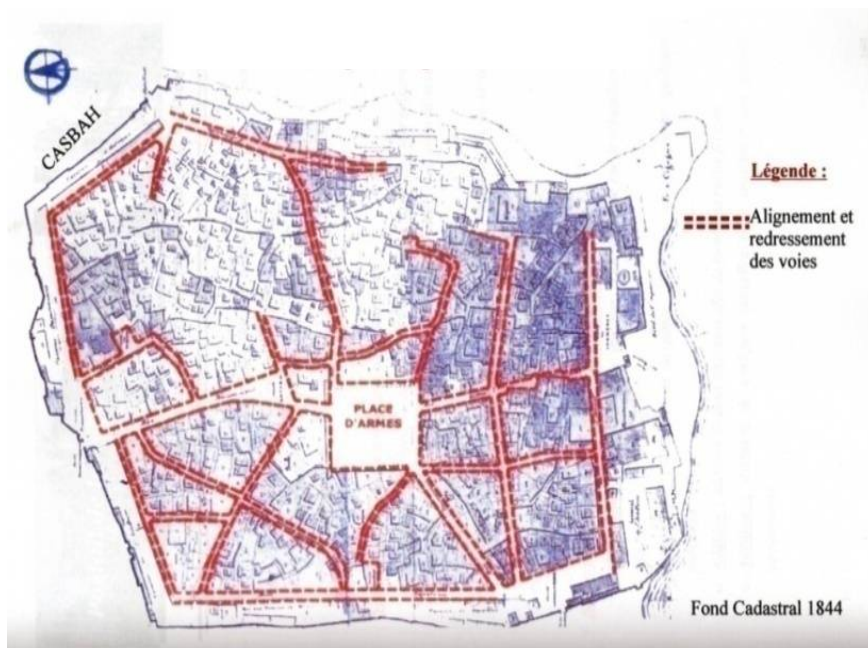 CASBAH
Légende :
Alignement et
redressement
des voies
PLACE
D'ARMES
Fond Cadastral 1844